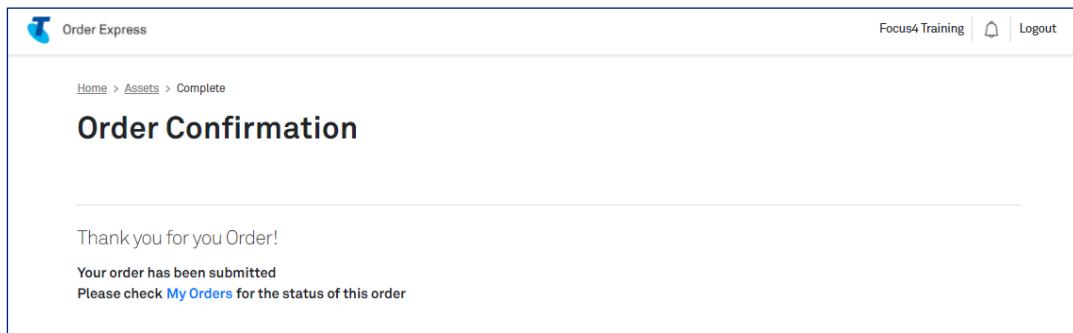 Order Express
Focus4 Training
Logout
Home > Assets > Complete
Order Confirmation
Thank you for you Order!
Your order has been submitted
Please check My Orders for the status of this order